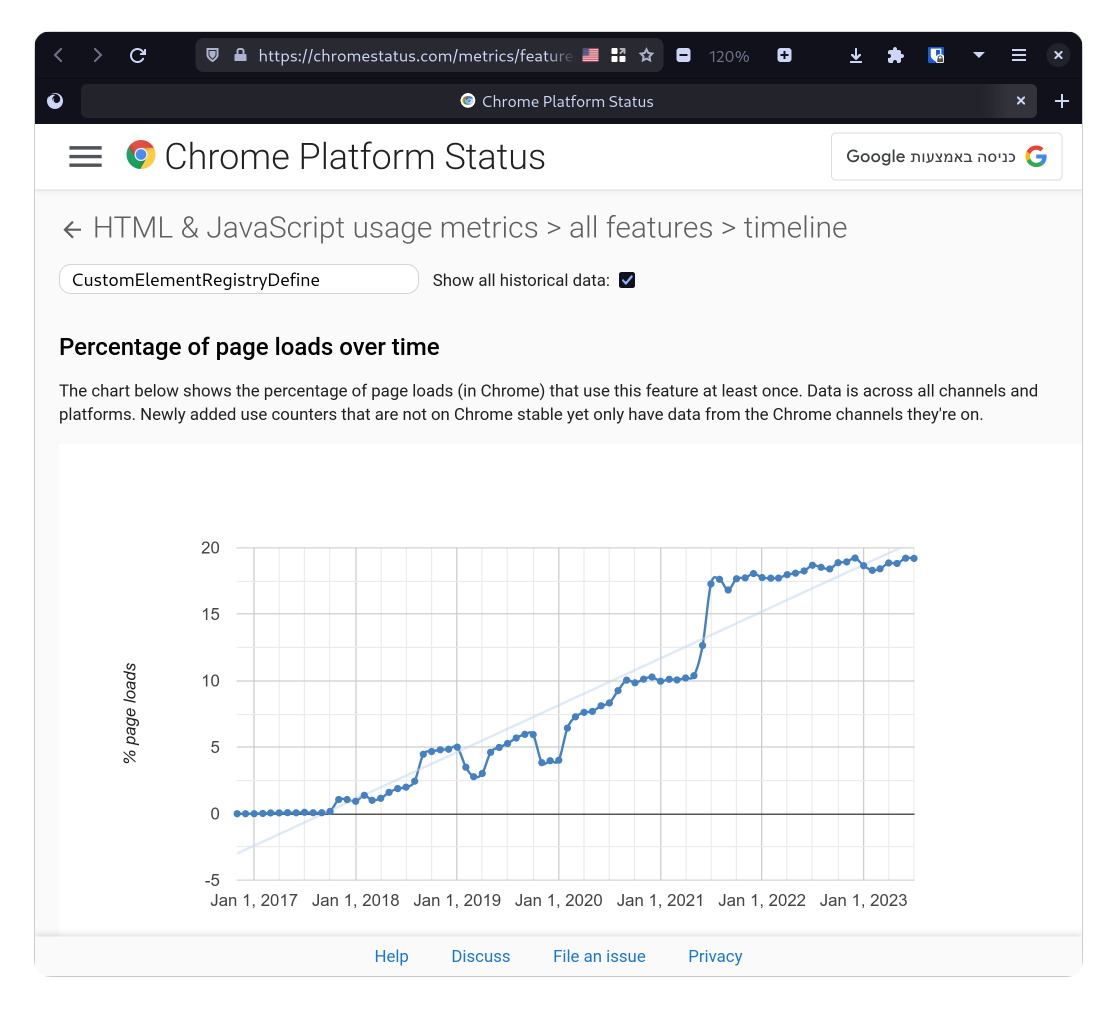 https://chromestatus.com/metrics/feature
120%
Chrome Platform Status
Chrome Platform Status
כניסה באמצעות Google
HTML & JavaScript usage metrics > all features > timeline
CustomElementRegistryDefine
Show all historical data:
Percentage of page loads over time
The chart below shows the percentage of page loads (in Chrome) that use this feature at least once. Data is across all channels and
platforms. Newly added use counters that are not on Chrome stable yet only have data from the Chrome channels they're on.
% page loads
20
15
10
5
0
-5
Jan 1, 2017 Jan 1, 2018 Jan 1, 2019 Jan 1, 2020 Jan 1, 2021 Jan 1, 2022 Jan 1, 2023
Help Discuss File an issue Privacy